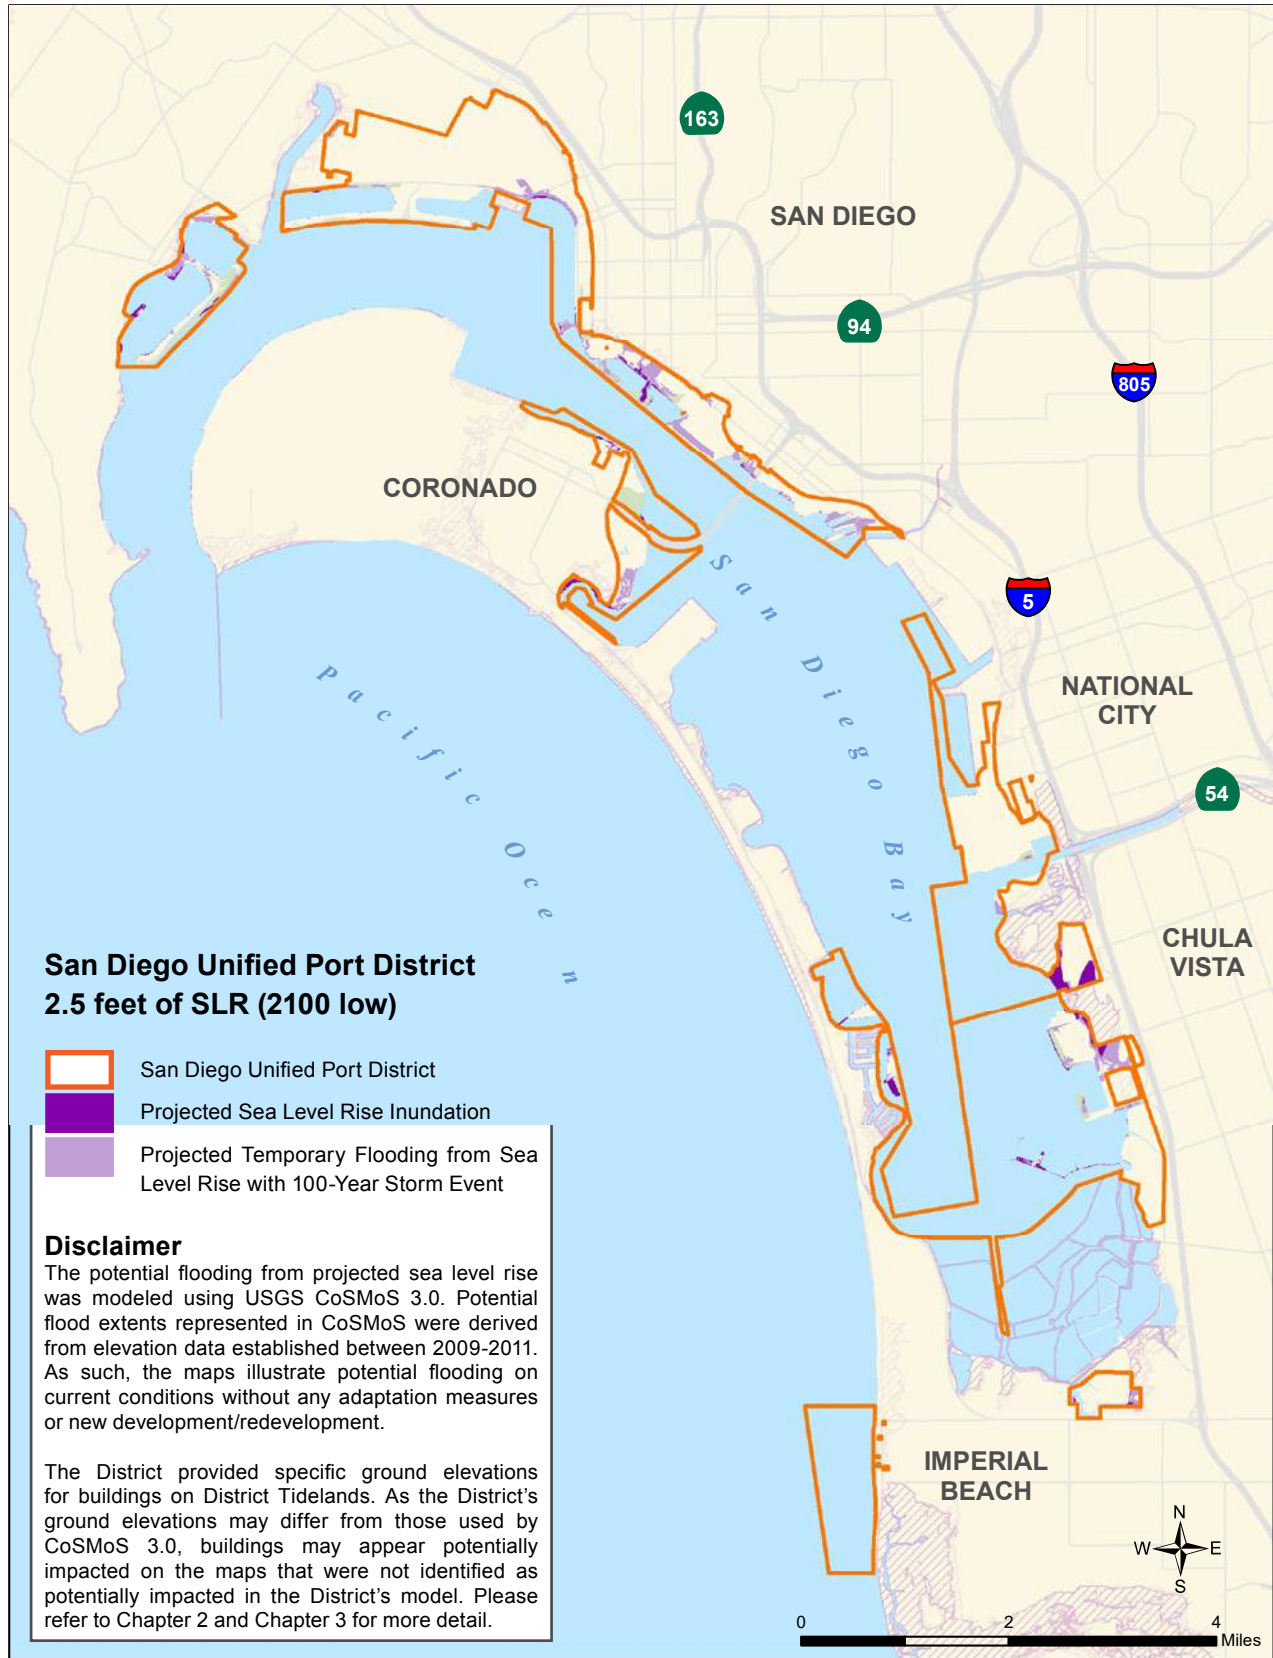 163
SAN DIEGO
94
805
CORONADO
San Diego Bay
5
Pacific Ocen
NATIONAL
CITY
54
CHULA
VISTA
San Diego Unified Port District
2.5 feet of SLR (2100 low)
San Diego Unified Port District
Projected Sea Level Rise Inundation
Projected Temporary Flooding from Sea
Level Rise with 100-Year Storm Event
Disclaimer
The potential flooding from projected sea level rise
was modeled using USGS CoSMoS 3.0. Potential
flood extents represented in CoSMoS were derived
from elevation data established between 2009-2011.
As such, the maps illustrate potential flooding on
current conditions without any adaptation measures
or new development/redevelopment.
The District provided specific ground elevations
for buildings on District Tidelands. As the District's
ground elevations may differ from those used by
CoSMoS 3.0, buildings may appear potentially
impacted on the maps that were not identified as
potentially impacted in the District's model. Please
refer to Chapter 2 and Chapter 3 for more detail.
IMPERIAL
BEACH
N
W E
S
0 2 4
Miles